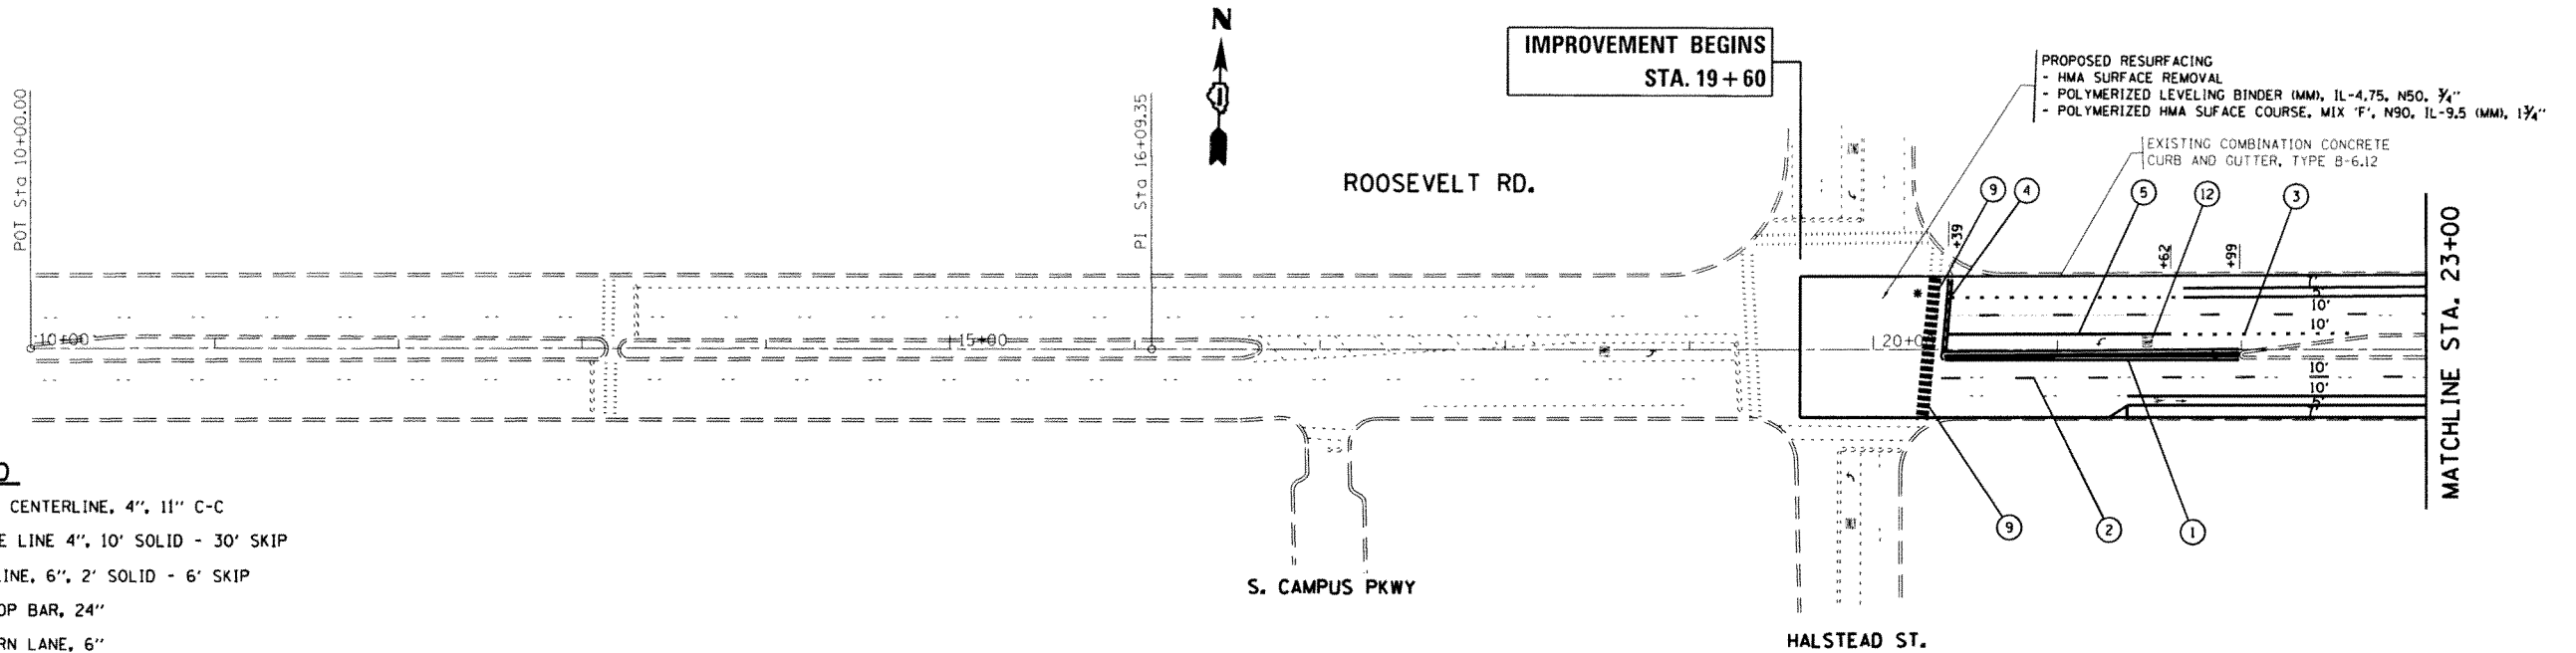 N
IMPROVEMENT BEGINS
STA. 19+60
PROPOSED RESURFACING
- HMA SURFACE REMOVAL
- POLYMERIZED LEVELING BINDER (MM), IL-4.75, N50, ¾"
- POLYMERIZED HMA SUFACE COURSE, MIX 'F', N90, IL-9.5 (MM), 1¾"
EXISTING COMBINATION CONCRETE
CURB AND GUTTER, TYPE B-6.12
POT Sta 10+00.00
PI Sta 16+09.35
ROOSEVELT RD.
9
4
5
12
3
+39
+62
+99
MATCHLINE STA. 23+00
5'
10'
10'
10+00
15+00
20+0
10'
10'
5'
9
2
1
S. CAMPUS PKWY
HALSTEAD ST.
D
CENTERLINE, 4", 11" C-C
E LINE 4", 10' SOLID - 30' SKIP
INE, 6", 2' SOLID - 6' SKIP
OP BAR, 24"
RN LANE, 6"